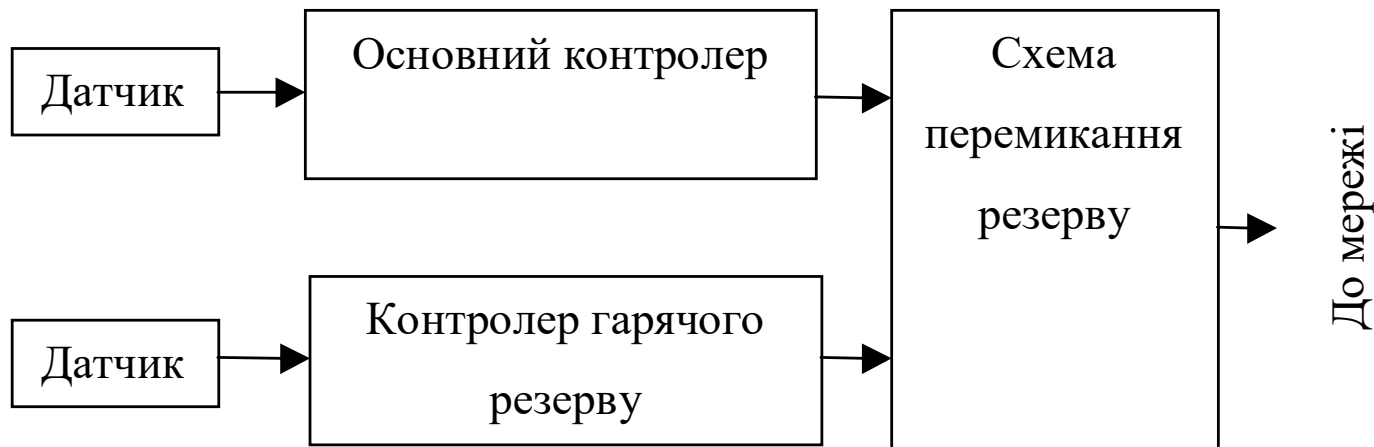 Датчик
Основний контролер
Схема
перемикання
резерву
До мережі
Датчик
Контролер гарячого
резерву